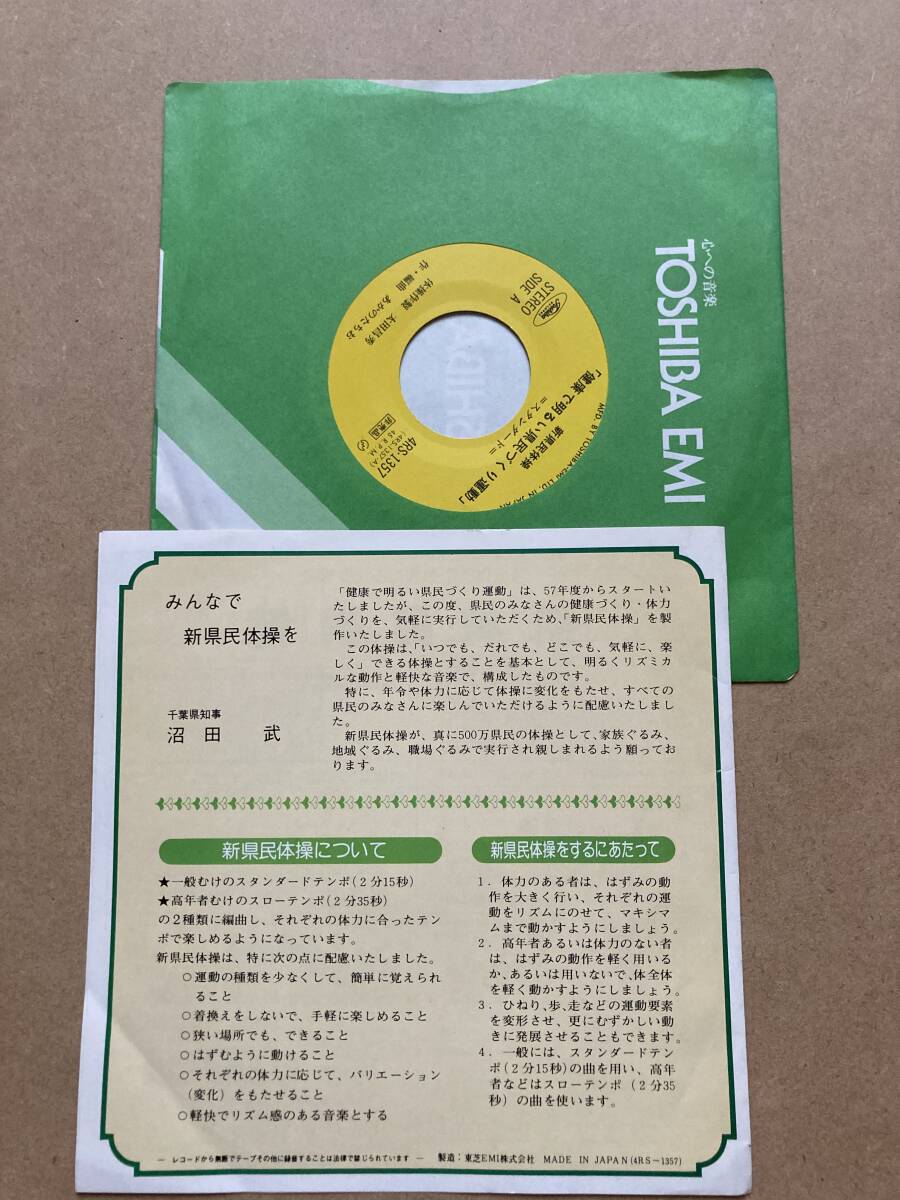 心への音楽
TOSHIBA EMI
STEREO
SIDE A
体操作製 太田昌秀
作・編曲 あかのたちお
新県民体操
「健康で明るい県民づくり運動」
=スタンダード=
4RS-1357
(4RS-1357A)
45 R.P.M.
非売品
MFD. BY TOSHIBA-EMI LTD. IN JAPAN
みんなで
新県民体操を
千葉県知事
沼田 武
「健康で明るい県民づくり運動」は、57年度からスタートい
たしましたが、この度、県民のみなさんの健康づくり・体力
づくりを、気軽に実行していただくため、「新県民体操」を製
作いたしました。
この体操は、「いつでも、だれでも、どこでも、気軽に、楽
しく」できる体操とすることを基本として、明るくリズミカ
ルな動作と軽快な音楽で、構成したものです。
特に、年令や体力に応じて体操に変化をもたせ、すべての
県民のみなさんに楽しんでいただけるように配慮いたしまし
た。
新県民体操が、真に500万県民の体操として、家族ぐるみ、
地域ぐるみ、職場ぐるみで実行され親しまれるよう願ってお
ります。
新県民体操について
★一般むけのスタンダードテンポ(2分15秒)
★高年者むけのスローテンポ(2分35秒)
の2種類に編曲し、それぞれの体力に合ったテン
ポで楽しめるようになっています。
新県民体操は、特に次の点に配慮いたしました。
○運動の種類を少なくして、簡単に覚えられ
ること
○着換えをしないで、手軽に楽しめること
○狭い場所でも、できること
○はずむように動けること
○それぞれの体力に応じて、バリエーション
(変化)をもたせること
○軽快でリズム感のある音楽とする
新県民体操をするにあたって
1. 体力のある者は、はずみの動
作を大きく行い、それぞれの運
動をリズムにのせて、マキシマ
ムまで動かすようにしましょう。
2. 高年者あるいは体力のない者
は、はずみの動作を軽く用いる
か、あるいは用いないで、体全体
を軽く動かすようにしましょう。
3. ひねり、歩、走などの運動要素
を変形させ、更にむずかしい動
きに発展させることもできます。
4. 一般には、スタンダードテン
ポ(2分15秒)の曲を用い、高年
者などはスローテンポ(2分35
秒)の曲を使います。
— レコードから無断でテープその他に録音することは法律で禁じられています — 製造:東芝EMI株式会社 MADE IN JAPAN(4RS-1357)